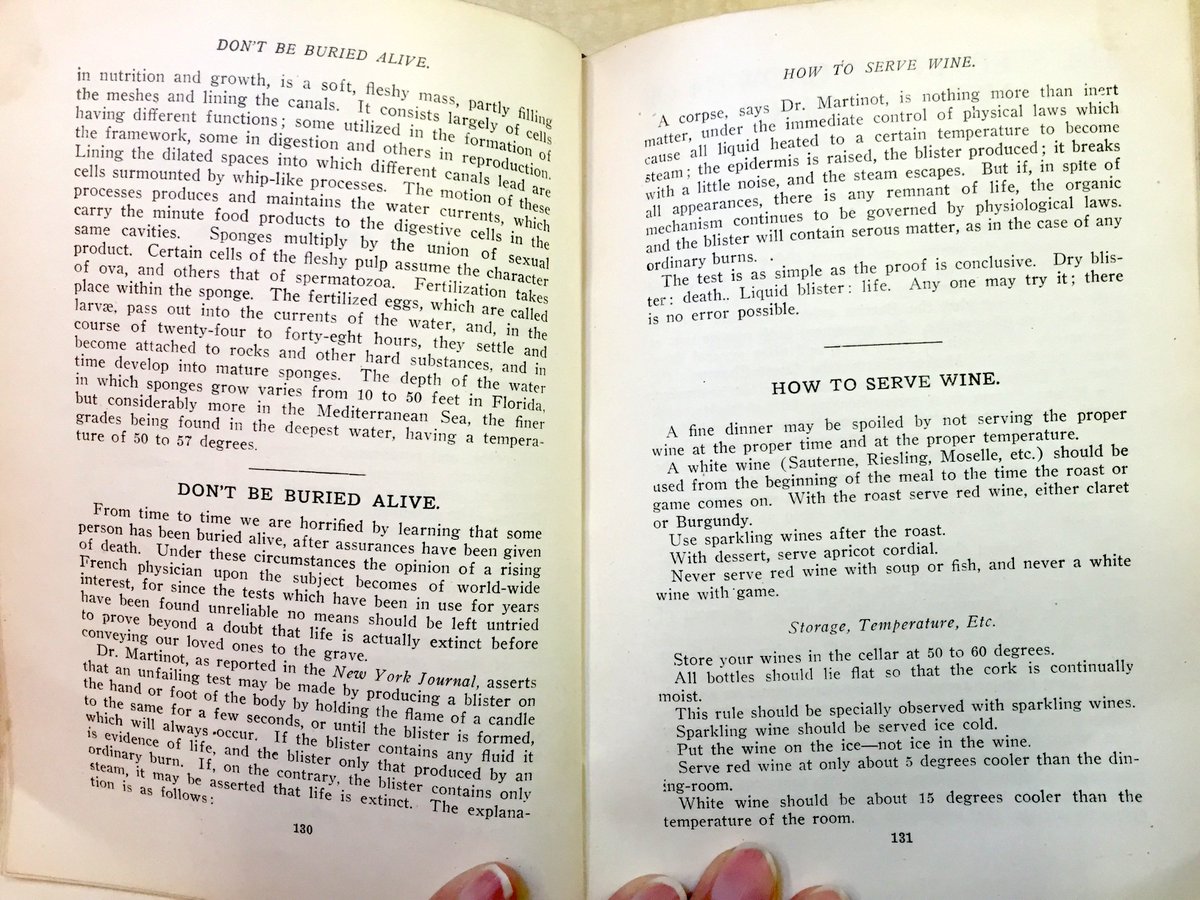 DON'T BE BURIED ALIVE.
in nutrition and growth, is a soft, fleshy mass, partly filling
the meshes and lining the canals. It consists largely of cells
having different functions; some utilized in the formation of
the framework, some in digestion and others in reproduction.
Lining the dilated spaces into which different canals lead are
cells surmounted by whip-like processes. The motion of these
processes produces and maintains the water currents, which
carry the minute food products to the digestive cells in the
same cavities. Sponges multiply by the union of sexual
product. Certain cells of the fleshy pulp assume the character
of ova, and others that of spermatozoa. Fertilization takes
place within the sponge. The fertilized eggs, which are called
larvæ, pass out into the currents of the water, and, in the
course of twenty-four to forty-eght hours, they settle and
become attached to rocks and other hard substances, and in
time develop into mature sponges. The depth of the water
in which sponges grow varies from 10 to 50 feet in Florida,
but considerably more in the Mediterranean Sea, the finer
grades being found in the deepest water, having a tempera-
ture of 50 to 57 degrees.
DON'T BE BURIED ALIVE.
From time to time we are horrified by learning that some
person has been buried alive, after assurances have been given
of death. Under these circumstances the opinion of a rising
French physician upon the subject becomes of world-wide
interest, for since the tests which have been in use for years
have been found unreliable no means should be left untried
to prove beyond a doubt that life is actually extinct before
conveying our loved ones to the grave.
Dr. Martinot, as reported in the New York Journal, asserts
that an unfailing test may be made by producing a blister on
the hand or foot of the body by holding the flame of a candle
to the same for a few seconds, or until the blister is formed,
which will always occur. If the blister contains any fluid it
is evidence of life, and the blister only that produced by an
ordinary burn. If, on the contrary, the blister contains only
steam, it may be asserted that life is extinct. The explana-
tion is as follows:
130
HOW TO SERVE WINE.
A corpse, says Dr. Martinot, is nothing more than inert
matter, under the immediate control of physical laws which
cause all liquid heated to a certain temperature to become
steam; the epidermis is raised, the blister produced; it breaks
with a little noise, and the steam escapes. But if, in spite of
all appearances, there is any remnant of life, the organic
mechanism continues to be governed by physiological laws.
and the blister will contain serous matter, as in the case of any
ordinary burns.
The test is as simple as the proof is conclusive. Dry blis-
ter: death.. Liquid blister: life. Any one may try it; there
is no error possible.
HOW TO SERVE WINE.
A fine dinner may be spoiled by not serving the proper
wine at the proper time and at the proper temperature.
A white wine (Sauterne, Riesling, Moselle, etc.) should be
used from the beginning of the meal to the time the roast or
game comes on. With the roast serve red wine, either claret
or Burgundy.
Use sparkling wines after the roast.
With dessert, serve apricot cordial.
Never serve red wine with soup or fish, and never a white
wine with game.
Storage, Temperature, Etc.
Store your wines in the cellar at 50 to 60 degrees.
All bottles should lie flat so that the cork is continually
moist.
This rule should be specially observed with sparkling wines.
Sparkling wine should be served ice cold.
Put the wine on the ice—not ice in the wine.
Serve red wine at only about 5 degrees cooler than the din-
ing-room.
White wine should be about 15 degrees cooler than the
temperature of the room.
131